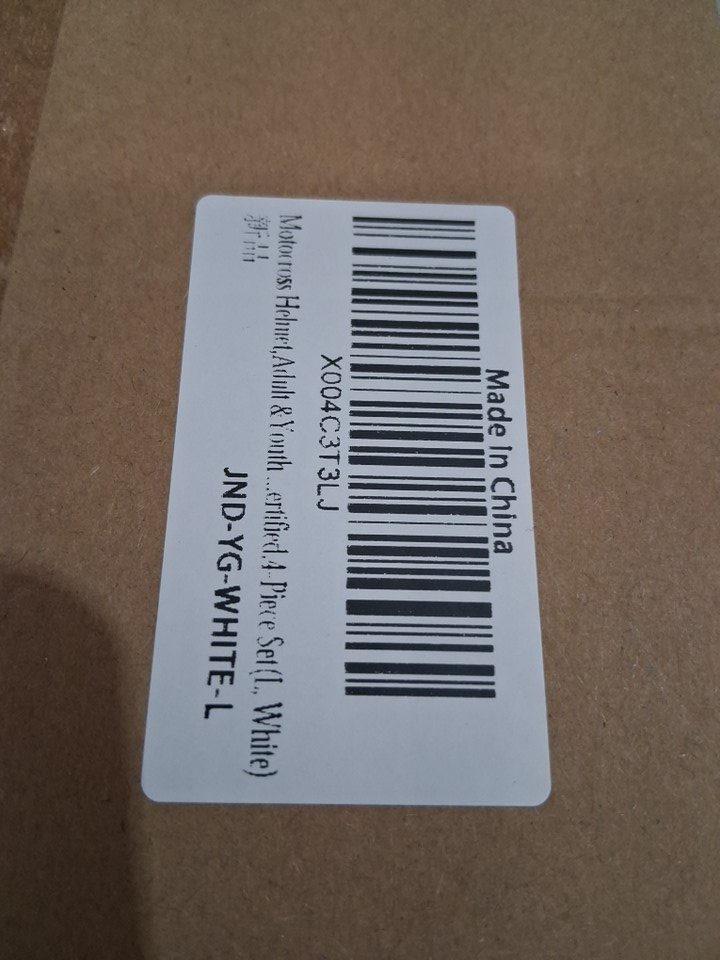 Made in China
X004C3T3LJ
Motocross Helmet,Adult &Youth ...ertified,4-Piece Set(L, White)
新品
JND-YG-WHITE-L